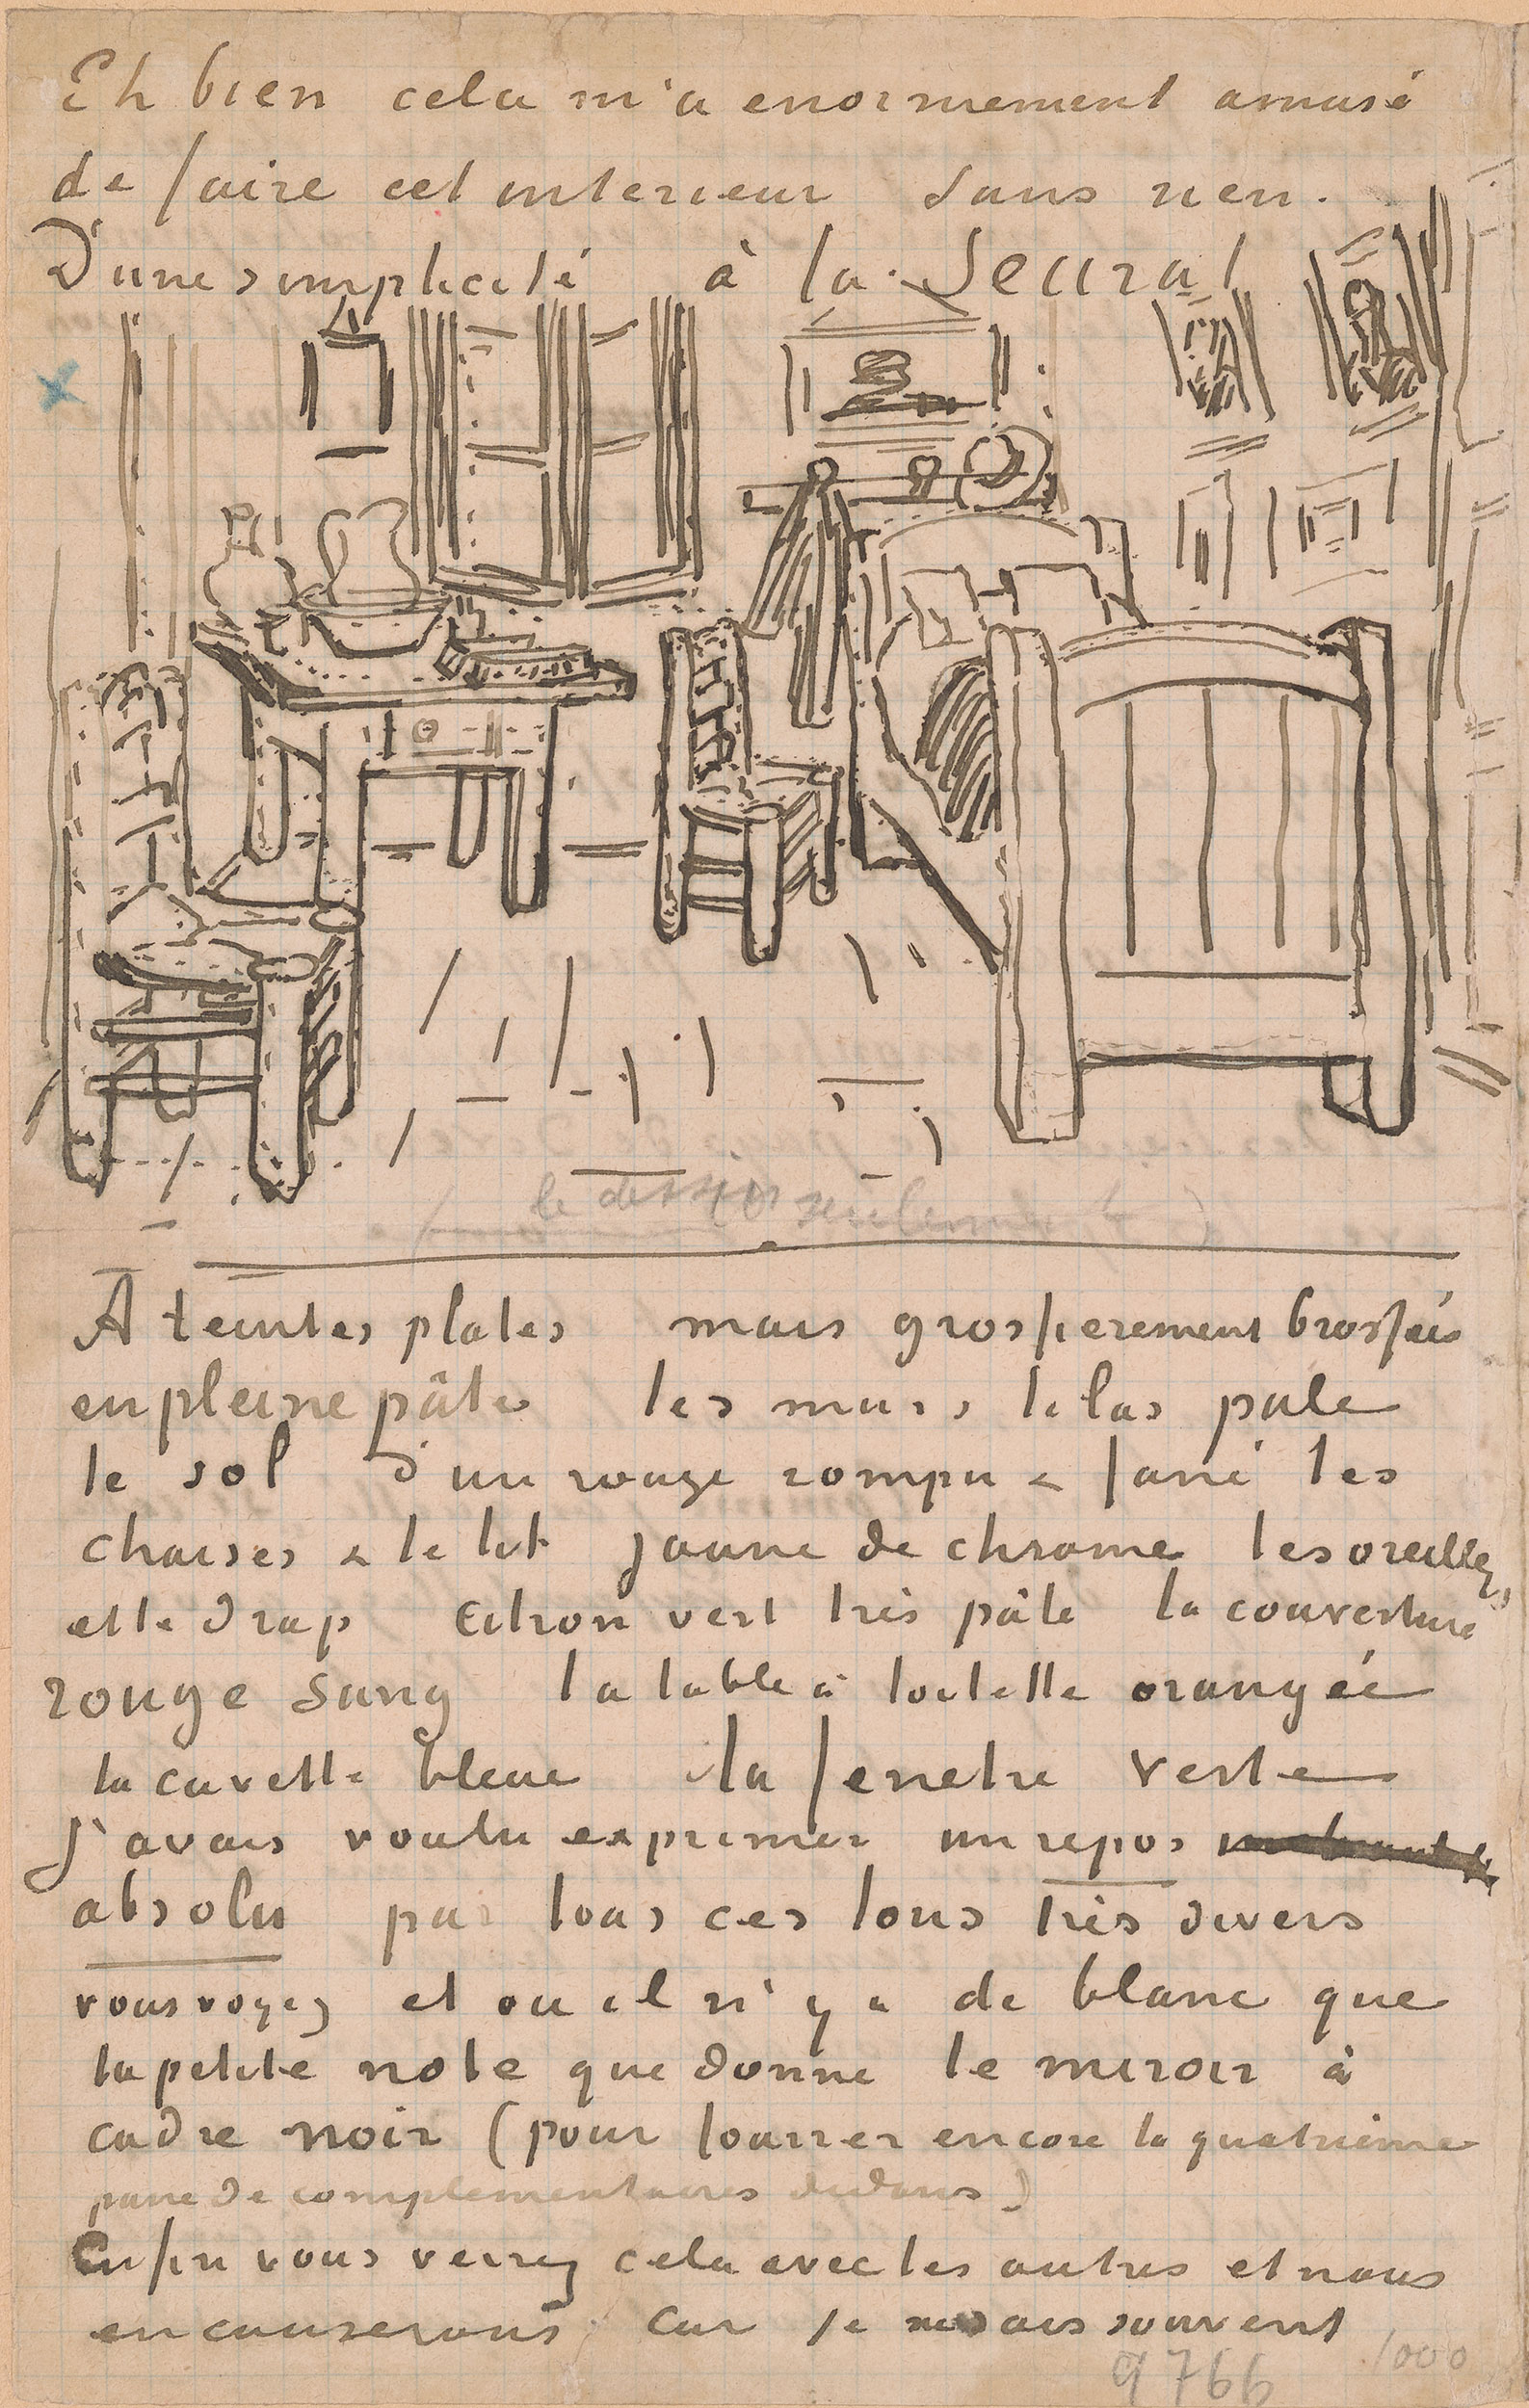 Eh bien cela m'a enormement amusé
de faire cet interieur sans rien.
D'une simplicité à la Seurat
(le dessin seulement)
A teintes plates mais grossierement brossées
en pleine pâte les murs lilas pale
le sol d'un rouge rompu & fané les
chaises & le lit jaune de chrome les oreillers
et le drap citron vert très pâle la couverture
rouge sang la table à toilette orangée
la cuvette bleue la fenetre verte
J'avais voulu exprimer un repos
absolu par tous ces tons très divers
vous voyez et où il n'y a de blanc que
la petite note que donne le miroir à
cadre noir (pour fourrer encore la quatrième
paire de complementaires dedans)
Enfin vous verrez cela avec les autres et nous
en causerons car je ne sais souvent
9766 1000